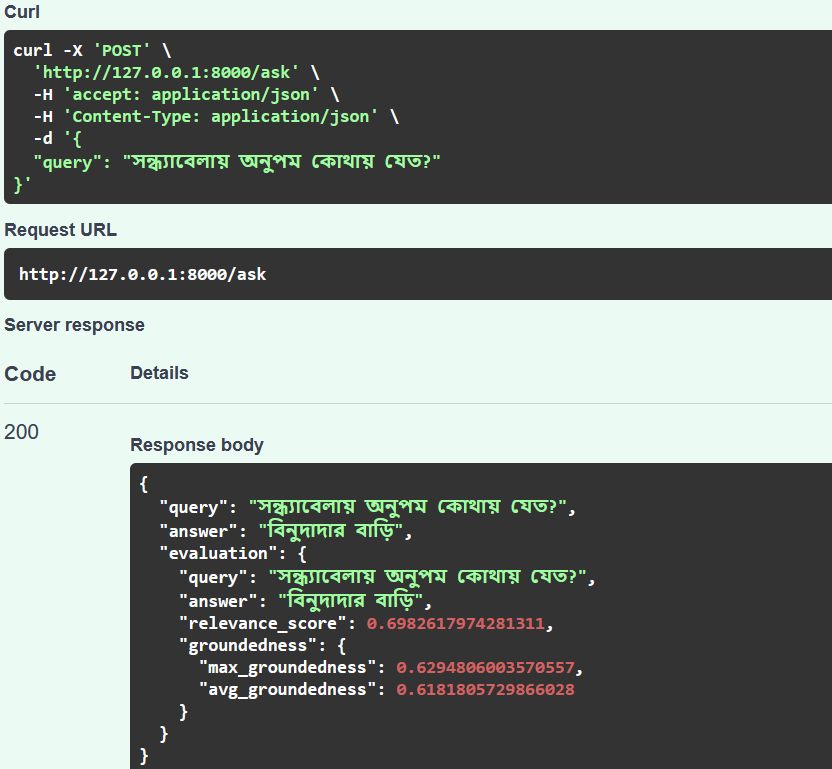 Curl
curl -X 'POST' \
'http://127.0.0.1:8000/ask' \
-H 'accept: application/json' \
-H 'Content-Type: application/json' \
-d '{
"query": "সন্ধ্যাবেলায় অনুপম কোথায় যেত?"
}'
Request URL
http://127.0.0.1:8000/ask
Server response
Code Details
200
Response body
{
"query": "সন্ধ্যাবেলায় অনুপম কোথায় যেত?",
"answer": "বিনুদাদার বাড়ি",
"evaluation": {
"query": "সন্ধ্যাবেলায় অনুপম কোথায় যেত?",
"answer": "বিনুদাদার বাড়ি",
"relevance_score": 0.6982617974281311,
"groundedness": {
"max_groundedness": 0.6294806003570557,
"avg_groundedness": 0.6181805729866028
}
}
}